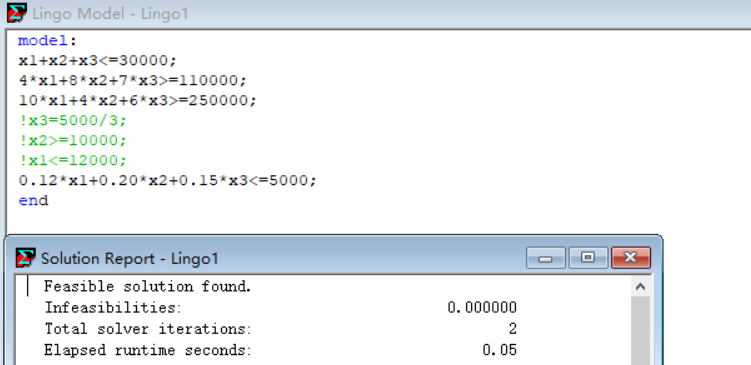 Lingo Model - Lingo1
model:
x1+x2+x3<=30000;
4*x1+8*x2+7*x3>=110000;
10*x1+4*x2+6*x3>=250000;
!x3=5000/3;
!x2>=10000;
!x1<=12000;
0.12*x1+0.20*x2+0.15*x3<=5000;
end
Solution Report - Lingo1
Feasible solution found.
Infeasibilities: 0.000000
Total solver iterations: 2
Elapsed runtime seconds: 0.05